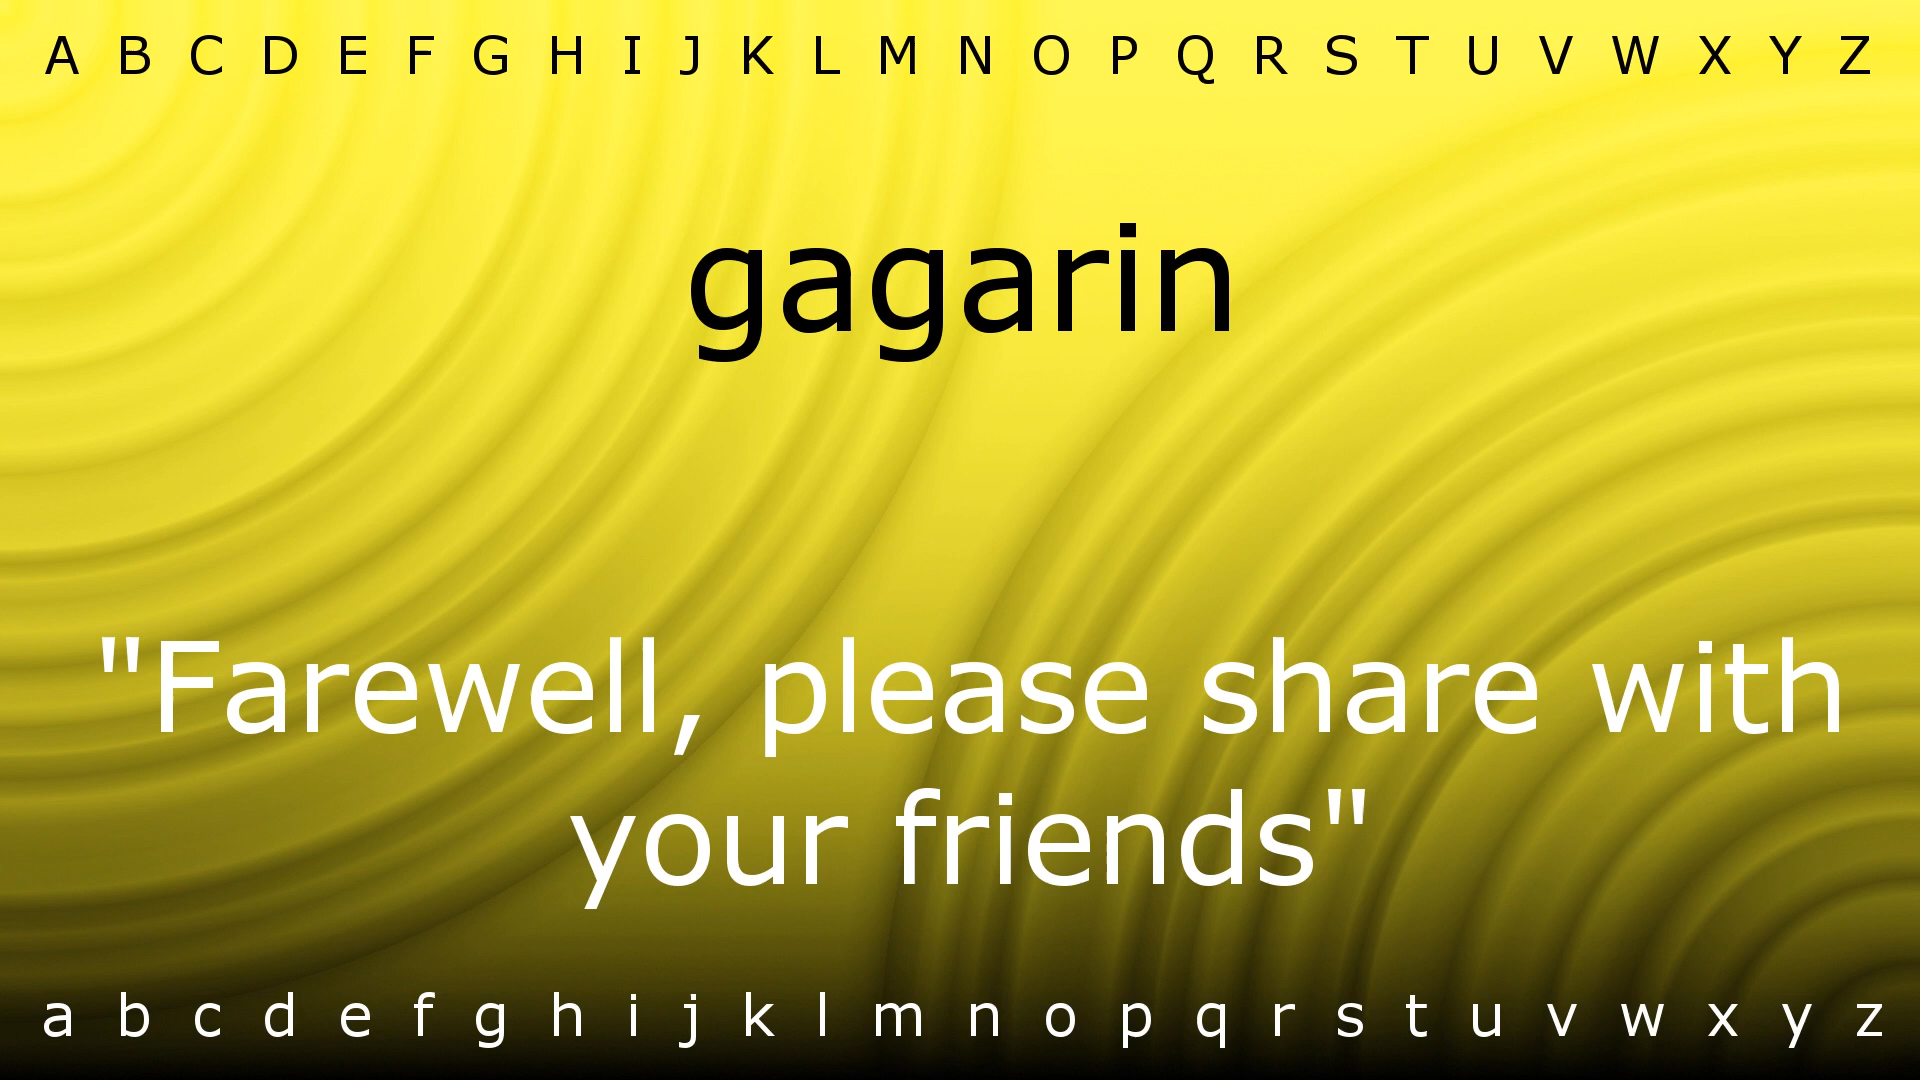 A B C D E F G H I J K L M N O P Q R S T U V W X Y Z
gagarin
"Farewell, please share with
your friends"
a b c d e f g h i j k l m n o p q r s t u v w x y z